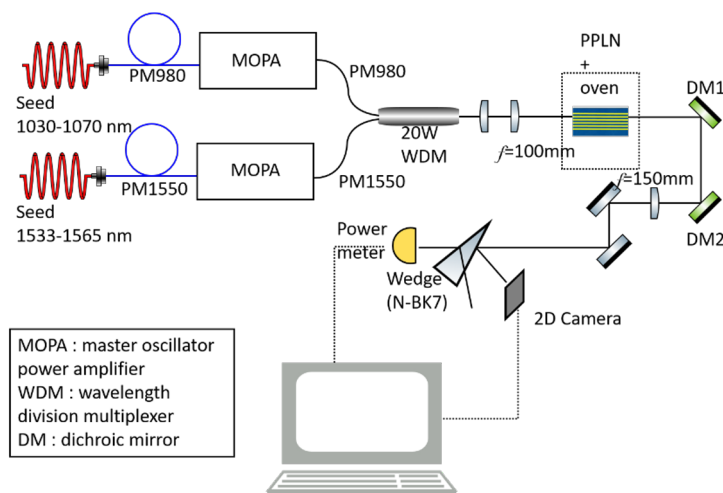 PM980
MOPA
PM980
Seed
1030-1070 nm
PM1550
MOPA
PM1550
Seed
1533-1565 nm
20W
WDM
f=100mm
PPLN
+
oven
DM1
f=150mm
DM2
Power
meter
Wedge
(N-BK7)
2D Camera
MOPA : master oscillator
power amplifier
WDM : wavelength
division multiplexer
DM : dichroic mirror